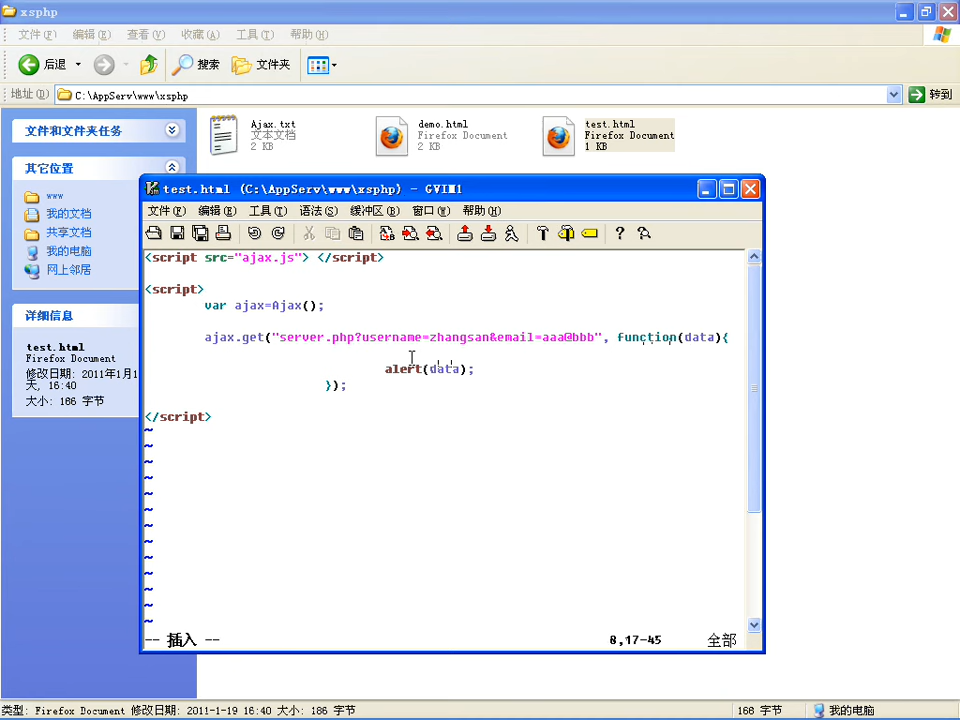 xsphp
文件(F) 编辑(E) 查看(V) 收藏(A) 工具(T) 帮助(H)
后退 搜索 文件夹
地址(D) C:\AppServ\www\xsphp 转到
文件和文件夹任务
其它位置
www
我的文档
共享文档
我的电脑
网上邻居
详细信息
test.html
Firefox Document
修改日期: 2011年1月1
天, 16:40
大小: 186 字节
Ajax.txt
文本文档
2 KB
demo.html
Firefox Document
2 KB
test.html
Firefox Document
1 KB
test.html (C:\AppServ\www\xsphp) - GVIM1
文件(F) 编辑(E) 工具(T) 语法(S) 缓冲区(B) 窗口(W) 帮助(H)
<script src="ajax.js"> </script>
<script>
var ajax=Ajax();
ajax.get("server.php?username=zhangsan&email=aaa@bbb", function(data){
alert(data);
});
</script>
~
~
~
~
~
~
~
~
~
~
~
~
~
-- 插入 -- 8,17-45 全部
类型: Firefox Document 修改日期: 2011-1-19 16:40 大小: 186 字节 168 字节 我的电脑